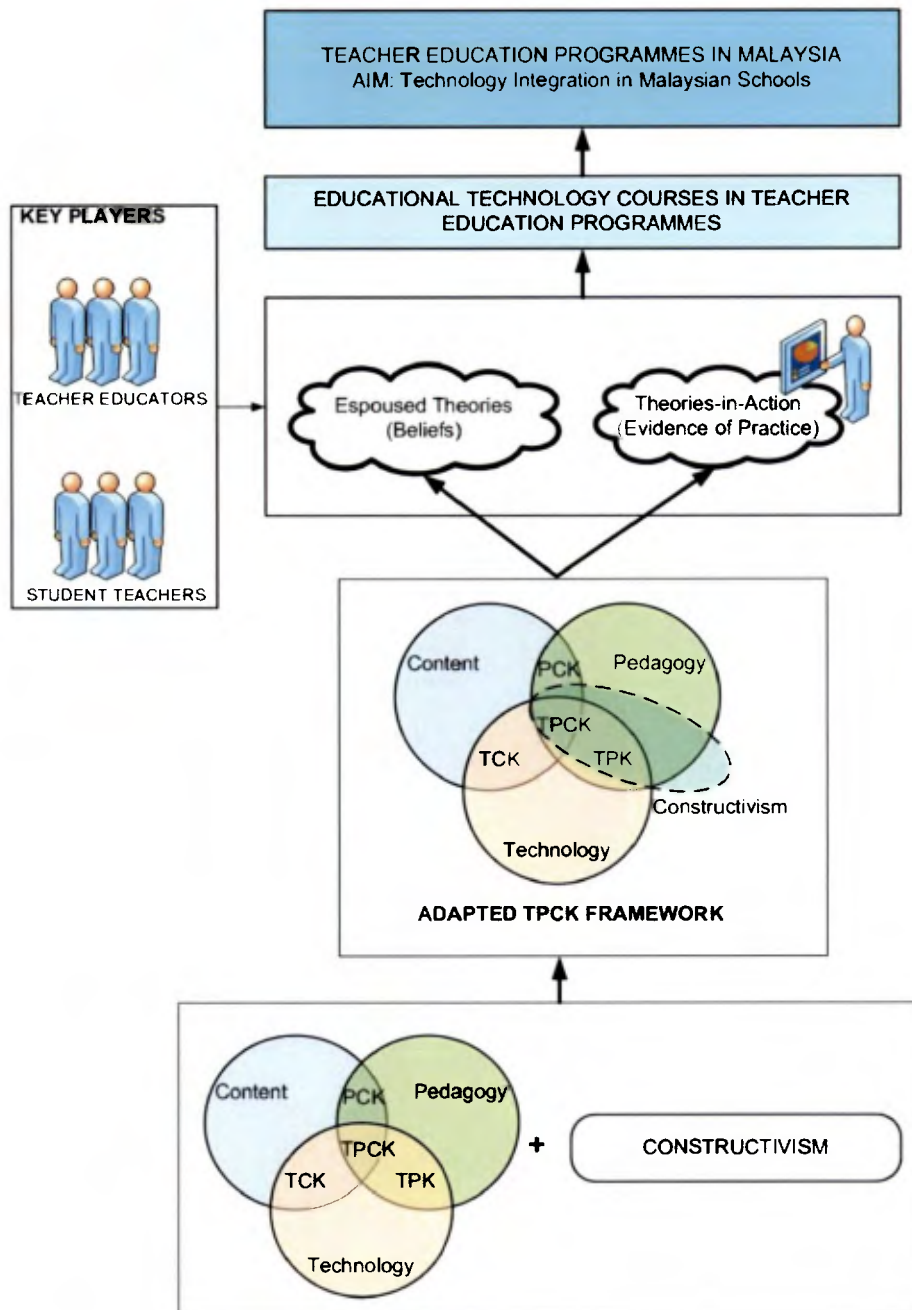 TEACHER EDUCATION PROGRAMMES IN MALAYSIA
AIM: Technology Integration in Malaysian Schools
EDUCATIONAL TECHNOLOGY COURSES IN TEACHER
EDUCATION PROGRAMMES
KEY PLAYERS
TEACHER EDUCATORS
STUDENT TEACHERS
Espoused Theories
(Beliefs)
Theories-in-Action
(Evidence of Practice)
Content
PCK
Pedagogy
TPCK
TCK
TPK
Constructivism
Technology
ADAPTED TPCK FRAMEWORK
Content
PCK
Pedagogy
TPCK
TCK
TPK
Technology
+
CONSTRUCTIVISM